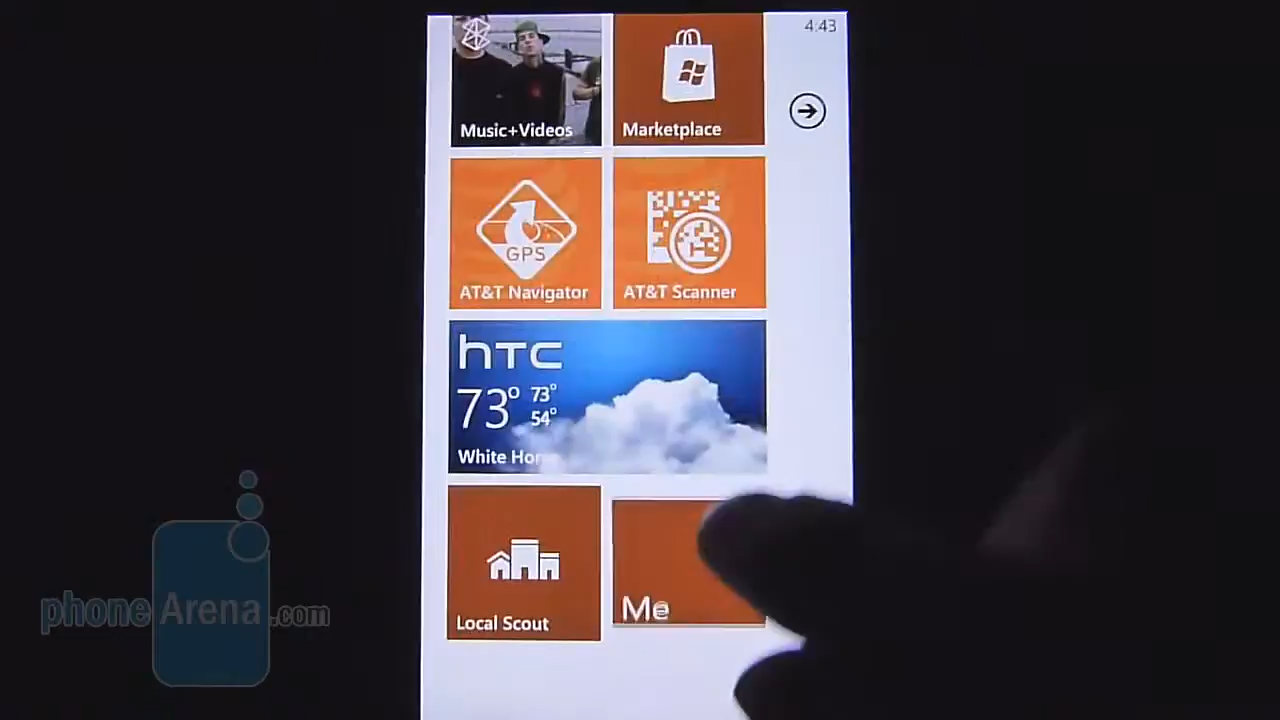 4:43
Music+Videos
Marketplace
GPS
AT&T Navigator
AT&T Scanner
hTC
73° 73°
54°
White
Local Scout
Me
phoneArena.com